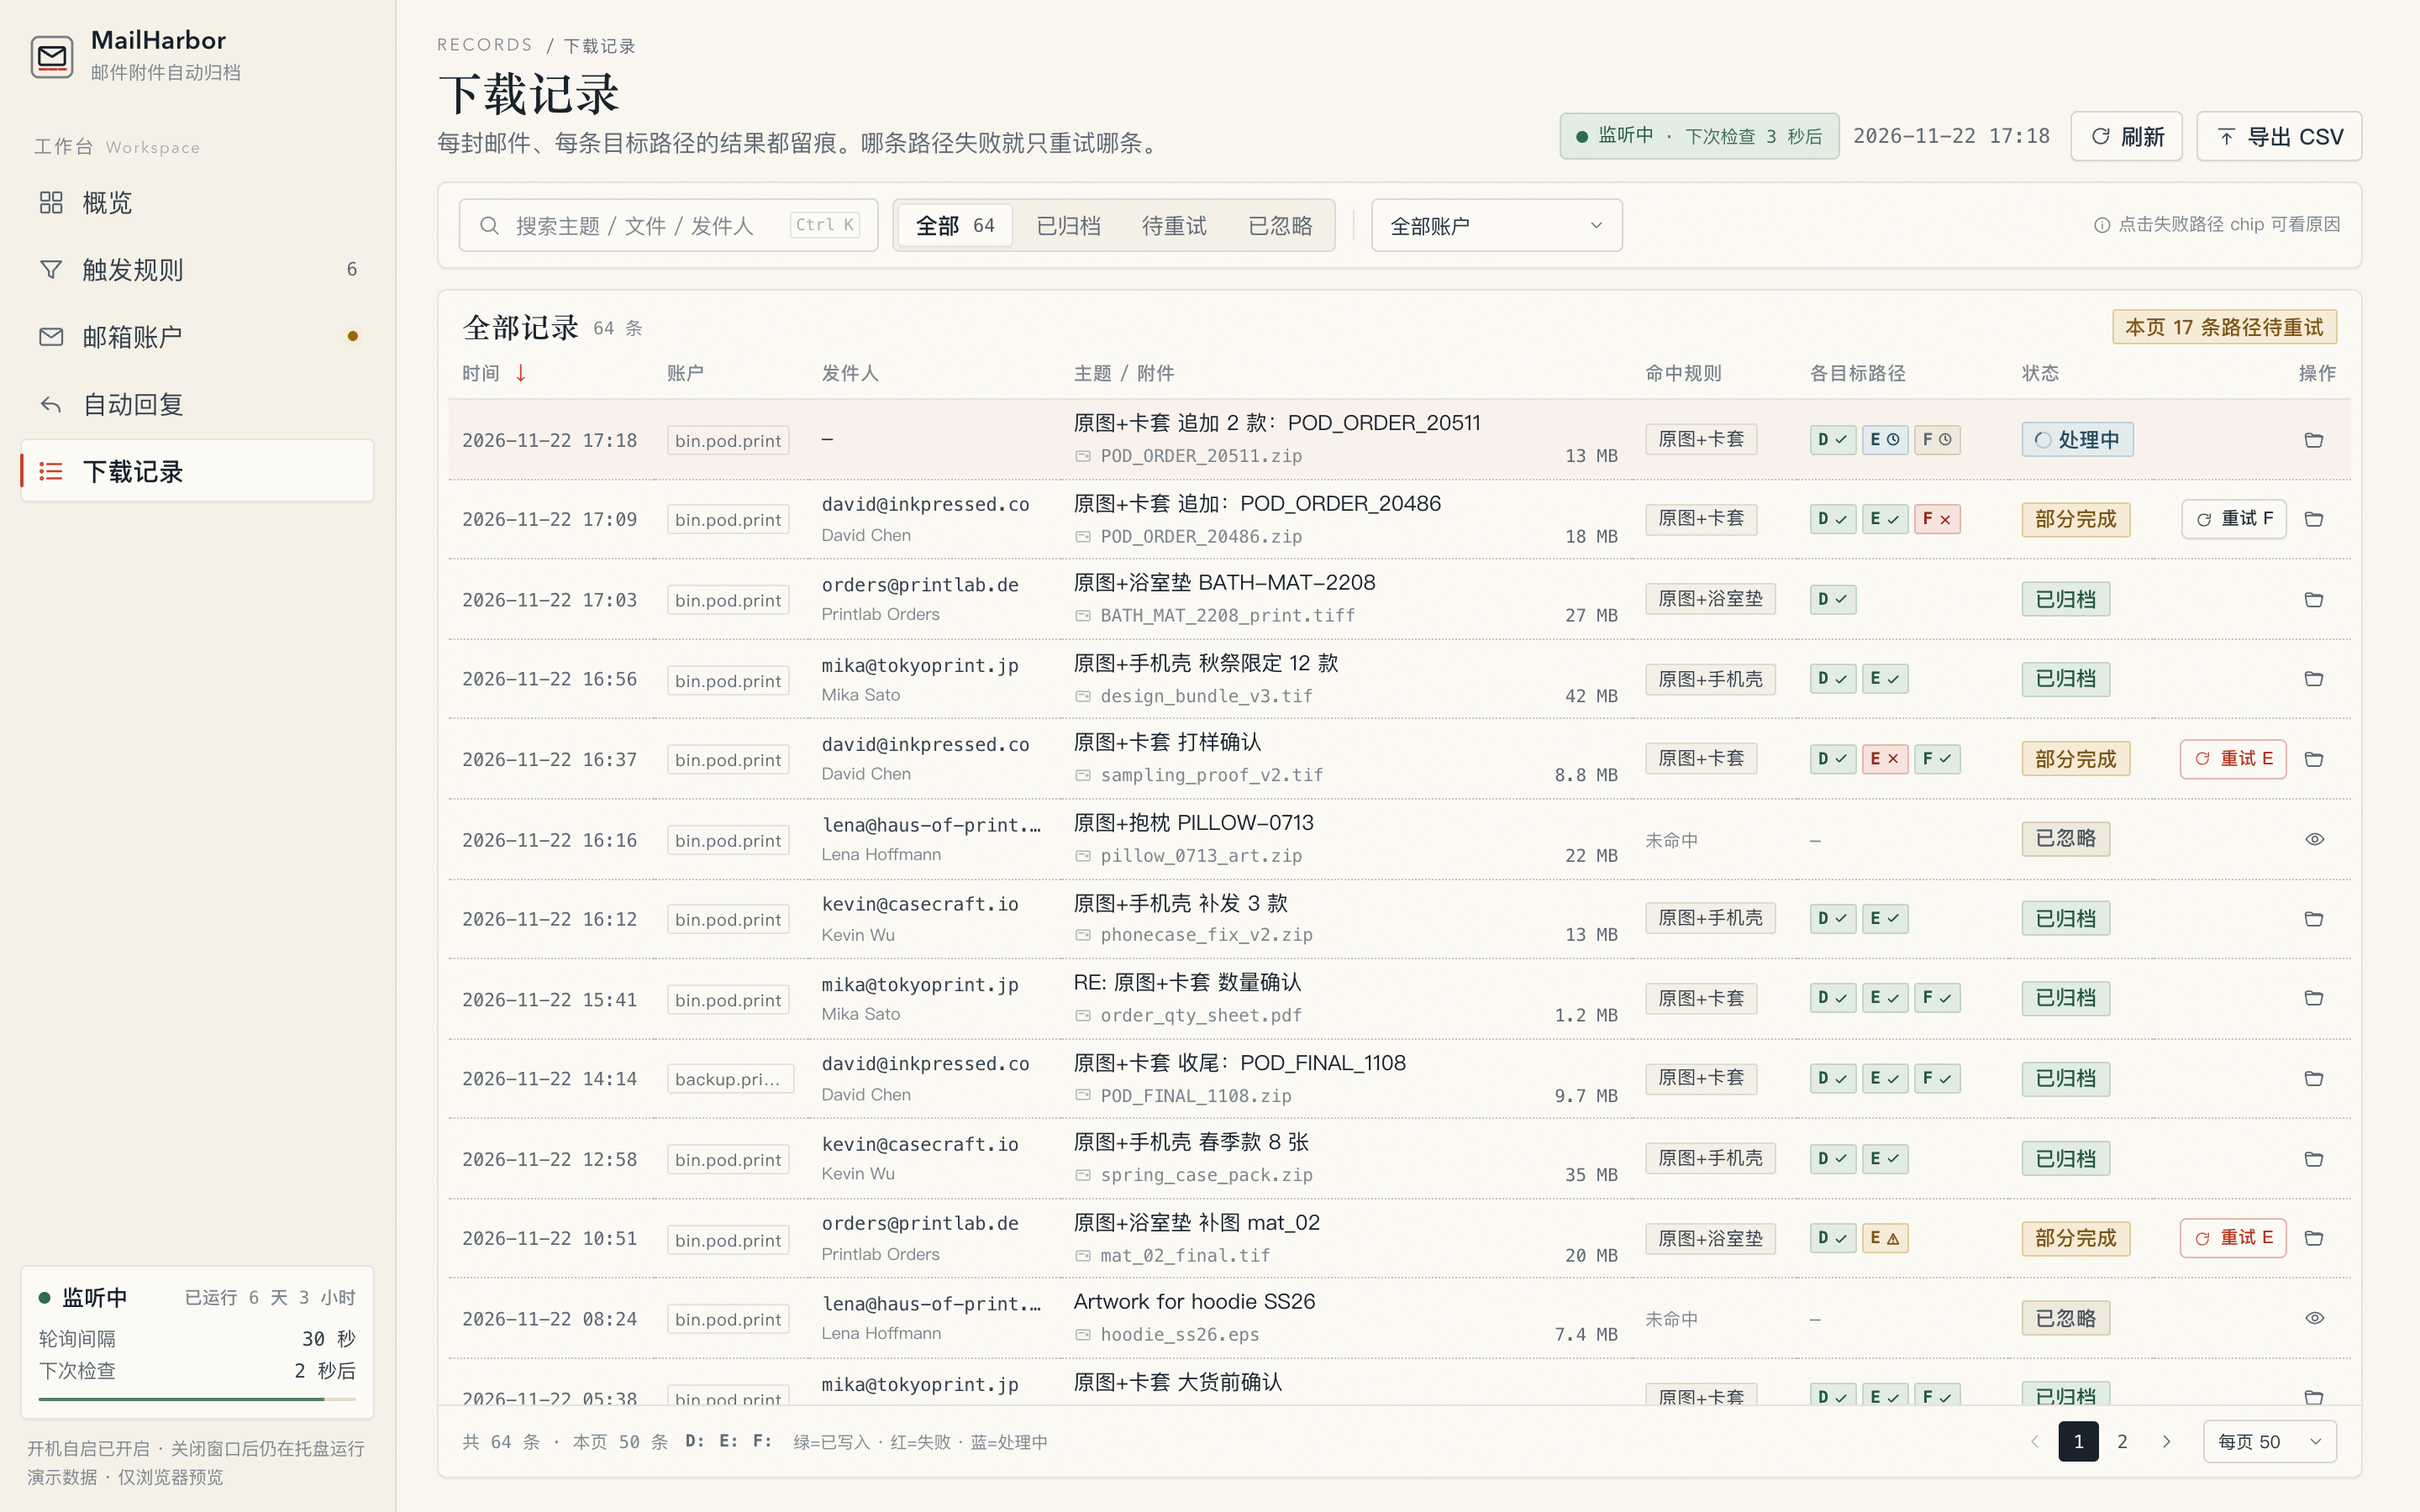 MailHarbor
邮件附件自动归档
工作台 Workspace
概览
触发规则 6
邮箱账户
自动回复
下载记录
监听中 已运行 6 天 3 小时
轮询间隔 30 秒
下次检查 2 秒后
开机自启已开启 · 关闭窗口后仍在托盘运行
演示数据 · 仅浏览器预览
RECORDS / 下载记录
下载记录
每封邮件、每条目标路径的结果都留痕。哪条路径失败就只重试哪条。
监听中 · 下次检查 3 秒后 2026-11-22 17:18 刷新 导出 CSV
搜索主题 / 文件 / 发件人 Ctrl K 全部 64 已归档 待重试 已忽略 全部账户 点击失败路径 chip 可看原因
全部记录 64 条 本页 17 条路径待重试
时间 ↓ 账户 发件人 主题 / 附件 命中规则 各目标路径 状态 操作
2026-11-22 17:18 bin.pod.print — 原图+卡套 追加 2 款：POD_ORDER_20511 原图+卡套 D E F 处理中
POD_ORDER_20511.zip 13 MB
2026-11-22 17:09 bin.pod.print david@inkpressed.co 原图+卡套 追加：POD_ORDER_20486 原图+卡套 D ✓ E ✓ F × 部分完成 重试 F
David Chen POD_ORDER_20486.zip 18 MB
2026-11-22 17:03 bin.pod.print orders@printlab.de 原图+浴室垫 BATH-MAT-2208 原图+浴室垫 D ✓ 已归档
Printlab Orders BATH_MAT_2208_print.tiff 27 MB
2026-11-22 16:56 bin.pod.print mika@tokyoprint.jp 原图+手机壳 秋祭限定 12 款 原图+手机壳 D ✓ E ✓ 已归档
Mika Sato design_bundle_v3.tif 42 MB
2026-11-22 16:37 bin.pod.print david@inkpressed.co 原图+卡套 打样确认 原图+卡套 D ✓ E × F ✓ 部分完成 重试 E
David Chen sampling_proof_v2.tif 8.8 MB
2026-11-22 16:16 bin.pod.print lena@haus-of-print.… 原图+抱枕 PILLOW-0713 未命中 — 已忽略
Lena Hoffmann pillow_0713_art.zip 22 MB
2026-11-22 16:12 bin.pod.print kevin@casecraft.io 原图+手机壳 补发 3 款 原图+手机壳 D ✓ E ✓ 已归档
Kevin Wu phonecase_fix_v2.zip 13 MB
2026-11-22 15:41 bin.pod.print mika@tokyoprint.jp RE: 原图+卡套 数量确认 原图+卡套 D ✓ E ✓ F ✓ 已归档
Mika Sato order_qty_sheet.pdf 1.2 MB
2026-11-22 14:14 backup.pri… david@inkpressed.co 原图+卡套 收尾：POD_FINAL_1108 原图+卡套 D ✓ E ✓ F ✓ 已归档
David Chen POD_FINAL_1108.zip 9.7 MB
2026-11-22 12:58 bin.pod.print kevin@casecraft.io 原图+手机壳 春季款 8 张 原图+手机壳 D ✓ E ✓ 已归档
Kevin Wu spring_case_pack.zip 35 MB
2026-11-22 10:51 bin.pod.print orders@printlab.de 原图+浴室垫 补图 mat_02 原图+浴室垫 D ✓ E ⚠ 部分完成 重试 E
Printlab Orders mat_02_final.tif 20 MB
2026-11-22 08:24 bin.pod.print lena@haus-of-print.… Artwork for hoodie SS26 未命中 — 已忽略
Lena Hoffmann hoodie_ss26.eps 7.4 MB
2026-11-22 05:38 bin.pod.print mika@tokyoprint.jp 原图+卡套 大货前确认 原图+卡套 D ✓ E ✓ F ✓ 已归档
共 64 条 · 本页 50 条 D: E: F: 绿=已写入 · 红=失败 · 蓝=处理中 1 2 每页 50